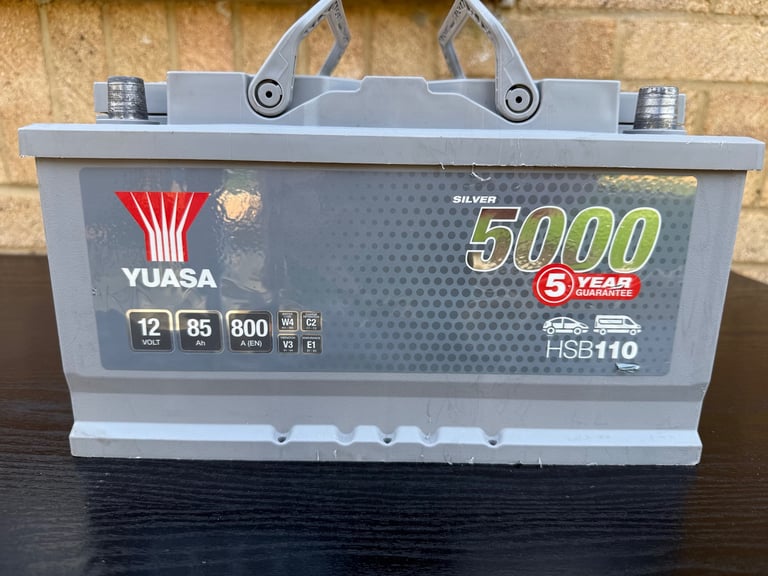 SILVER
5000
5 YEAR
GUARANTEE
YUASA
12
VOLT
85
Ah
800
A (EN)
W4
C2
V3
E1
HSB110